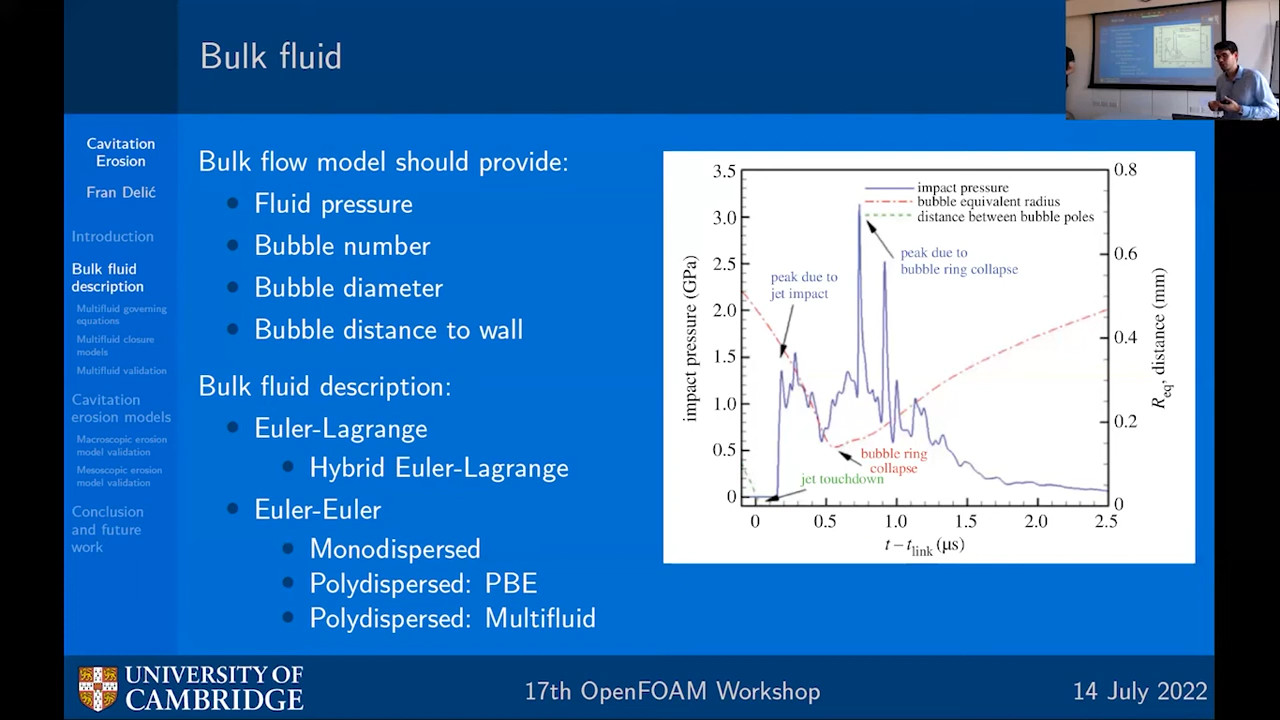 Bulk fluid
Cavitation
Erosion
Fran Delić
Introduction
Bulk fluid
description
Multifluid governing
equations
Multifluid closure
models
Multifluid validation
Cavitation
erosion models
Macroscopic erosion
model validation
Mesoscopic erosion
model validation
Conclusion
and future
work
Bulk flow model should provide:
Fluid pressure
Bubble number
Bubble diameter
Bubble distance to wall
Bulk fluid description:
Euler-Lagrange
Hybrid Euler-Lagrange
Euler-Euler
Monodispersed
Polydispersed: PBE
Polydispersed: Multifluid
impact pressure
bubble equivalent radius
distance between bubble poles
peak due to
bubble ring collapse
peak due to
jet impact
bubble ring
collapse
jet touchdown
impact pressure (GPa)
3.5
3.0
2.5
2.0
1.5
1.0
0.5
0
0.8
0.6
0.4
0.2
0
R_eq, distance (mm)
0 0.5 1.0 1.5 2.0 2.5
t − t_link (μs)
UNIVERSITY OF
CAMBRIDGE
17th OpenFOAM Workshop
14 July 2022